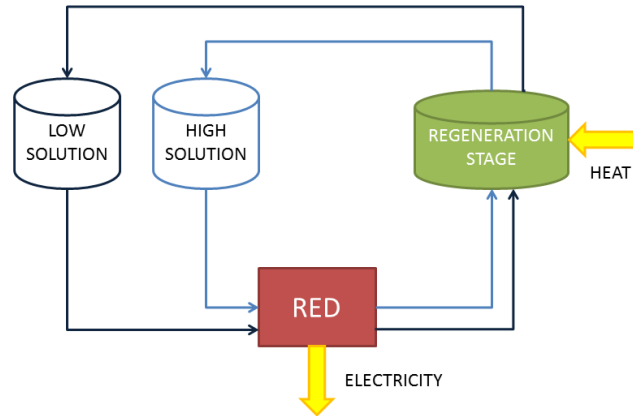 LOW
SOLUTION
HIGH
SOLUTION
REGENERATION
STAGE
HEAT
RED
ELECTRICITY